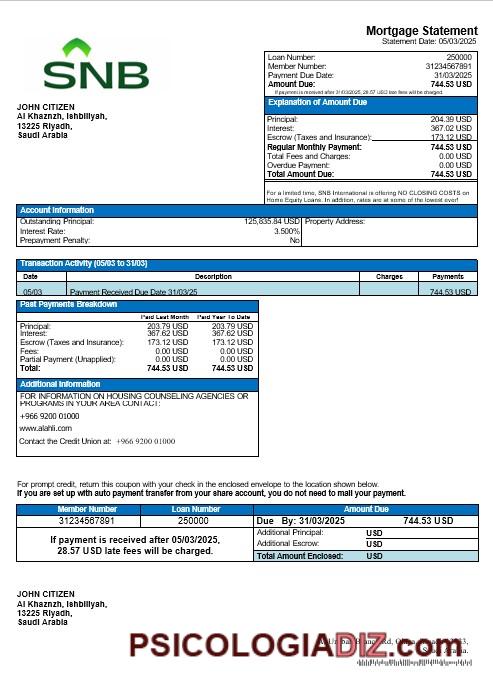 Mortgage Statement
Statement Date: 05/03/2025
SNB
Loan Number: 250000
Member Number: 31234567891
Payment Due Date: 31/03/2025
Amount Due: 744.53 USD
If payment is received after 31/03/2025, 28.57 USD late fees will be charged.
JOHN CITIZEN
Al Khaznzh, Ishbiliyah,
13225 Riyadh,
Saudi Arabia
Explanation of Amount Due
Principal: 204.39 USD
Interest: 367.02 USD
Escrow (Taxes and Insurance): 173.12 USD
Regular Monthly Payment: 744.53 USD
Total Fees and Charges: 0.00 USD
Overdue Payment: 0.00 USD
Total Amount Due: 744.53 USD
For a limited time, SNB International is offering NO CLOSING COSTS on
Home Equity Loans. In addition, rates are at some of the lowest ever!
Account Information
Outstanding Principal: 125,835.84 USD Property Address:
Interest Rate: 3.500%
Prepayment Penalty: No
Transaction Activity (05/03 to 31/03)
Date Description Charges Payments
05/03 Payment Received Due Date 31/03/25 744.53 USD
Past Payments Breakdown
Paid Last Month Paid Year To Date
Principal: 203.79 USD 203.79 USD
Interest: 367.62 USD 367.62 USD
Escrow (Taxes and Insurance): 173.12 USD 173.12 USD
Fees: 0.00 USD 0.00 USD
Partial Payment (Unapplied): 0.00 USD 0.00 USD
Total: 744.53 USD 744.53 USD
Additional Information
FOR INFORMATION ON HOUSING COUNSELING AGENCIES OR
PROGRAMS IN YOUR AREA CONTACT:
+966 9200 01000
www.alahli.com
Contact the Credit Union at: +966 9200 01000
For prompt credit, return this coupon with your check in the enclosed envelope to the location shown below.
If you are set up with auto payment transfer from your share account, you do not need to mail your payment.
Member Number Loan Number Amount Due
31234567891 250000 Due By: 31/03/2025 744.53 USD
If payment is received after 05/03/2025,
28.57 USD late fees will be charged.
Additional Principal: USD
Additional Escrow: USD
Total Amount Enclosed: USD
JOHN CITIZEN
Al Khaznzh, Ishbiliyah,
13225 Riyadh,
Saudi Arabia
PSICOLOGIADIZ.com